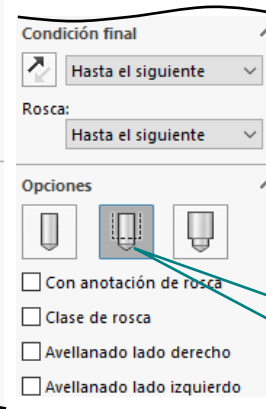 Condición final
Hasta el siguiente
Rosca:
Hasta el siguiente
Opciones
Con anotación de rosca
Clase de rosca
Avellanado lado derecho
Avellanado lado izquierdo